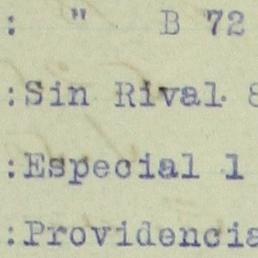 : " B 72
:Sin Rival
:Especial 1
:Providencia